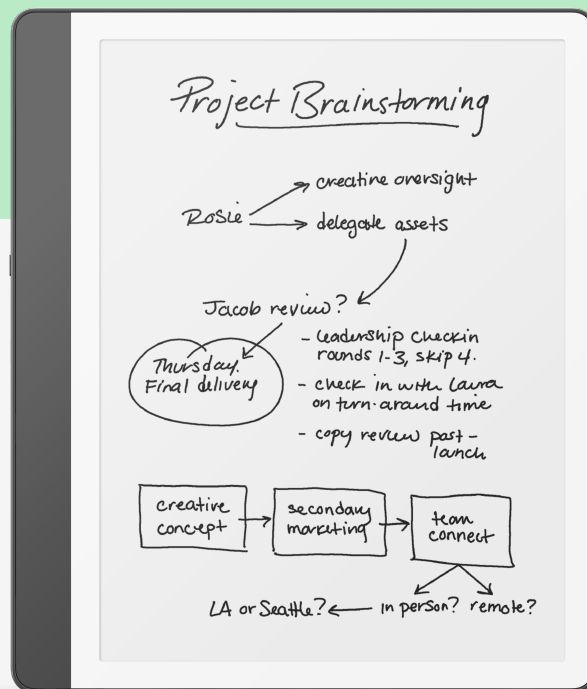 Project Brainstorming
creative oversight
Rosie
delegate assets
Jacob review?
- leadership checkin
rounds 1-3, skip 4.
Thursday.
Final delivery
- check in with Laura
on turn-around time
- copy review post-
launch
creative
concept
secondary
marketing
team
connect
LA or Seattle?
in person?
remote?